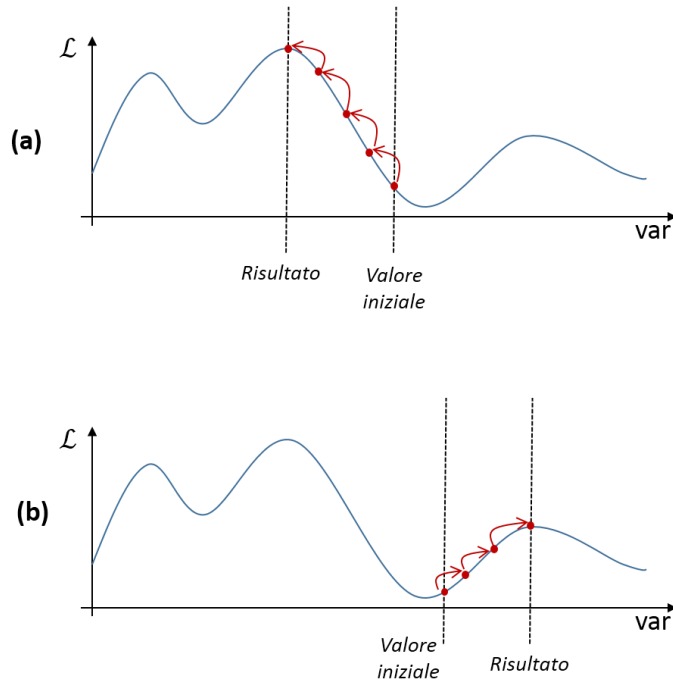 ℒ
(a)
var
Risultato
Valore
iniziale
ℒ
(b)
var
Valore
iniziale
Risultato